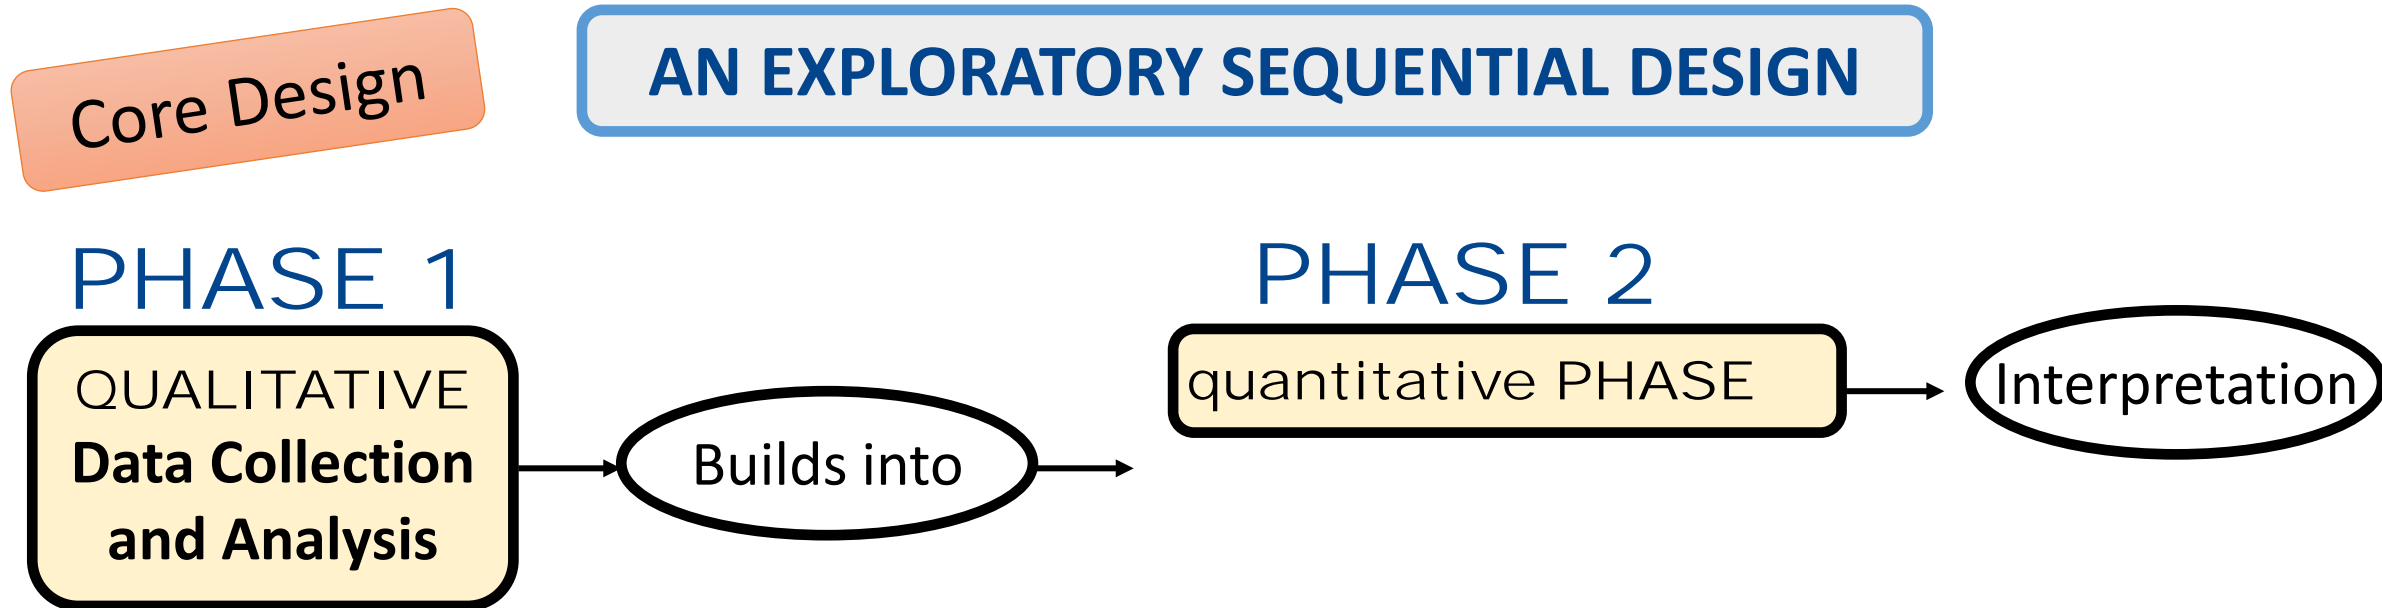 Core Design
AN EXPLORATORY SEQUENTIAL DESIGN
PHASE 1
QUALITATIVE
Data Collection
and Analysis
Builds into
PHASE 2
quantitative PHASE
Interpretation